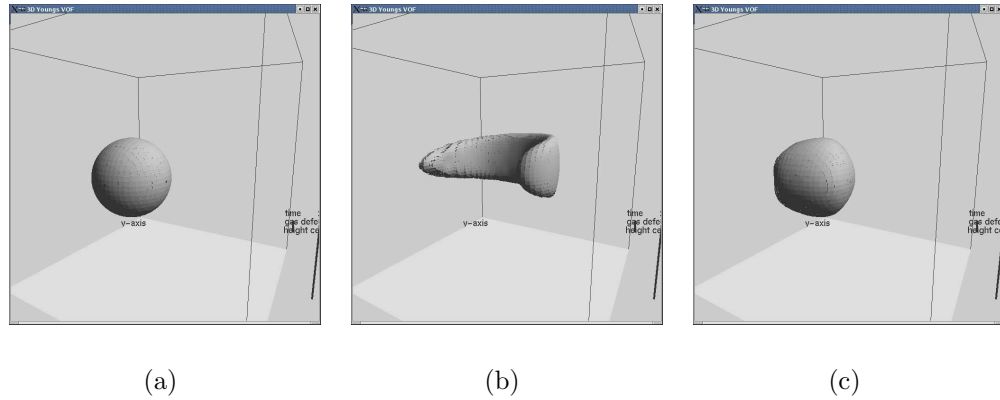 3D Youngs VOF
y-axis
time
gas defe
height ce
3D Youngs VOF
y-axis
time
gas defe
height ce
3D Youngs VOF
y-axis
time
gas defe
height ce
(a)
(b)
(c)